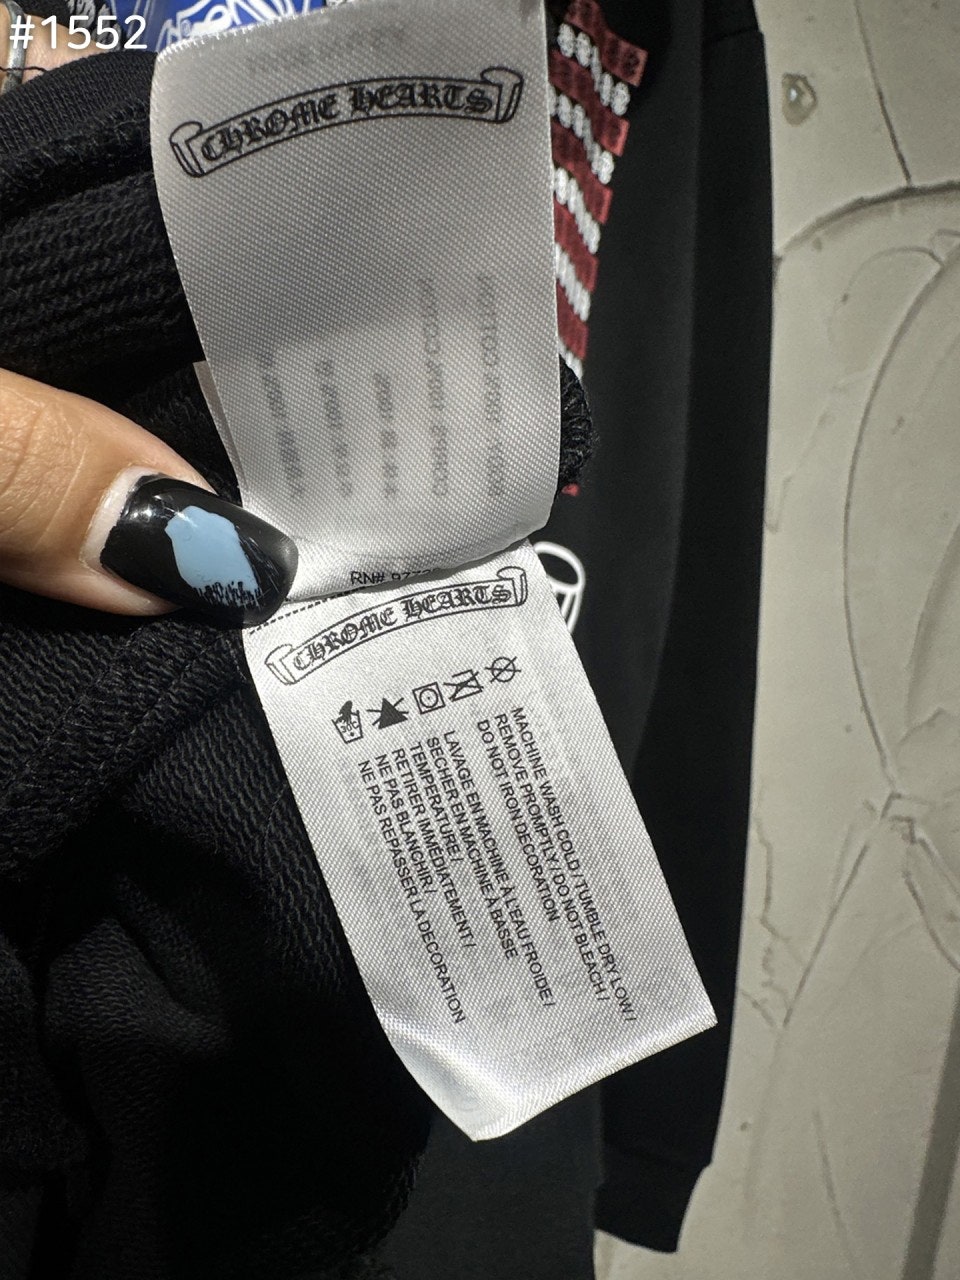 #1552
CHROME HEARTS
RN#
CHROME HEARTS
MACHINE WASH COLD / TUMBLE DRY LOW /
REMOVE PROMPTLY / DO NOT BLEACH /
DO NOT IRON DECORATION
LAVAGE EN MACHINE À L'EAU FROIDE /
SECHER EN MACHINE À BASSE
TEMPERATURE /
RETIRER IMMÉDIATEMENT /
NE PAS BLANCHIR /
NE PAS REPASSER LA DECORATION